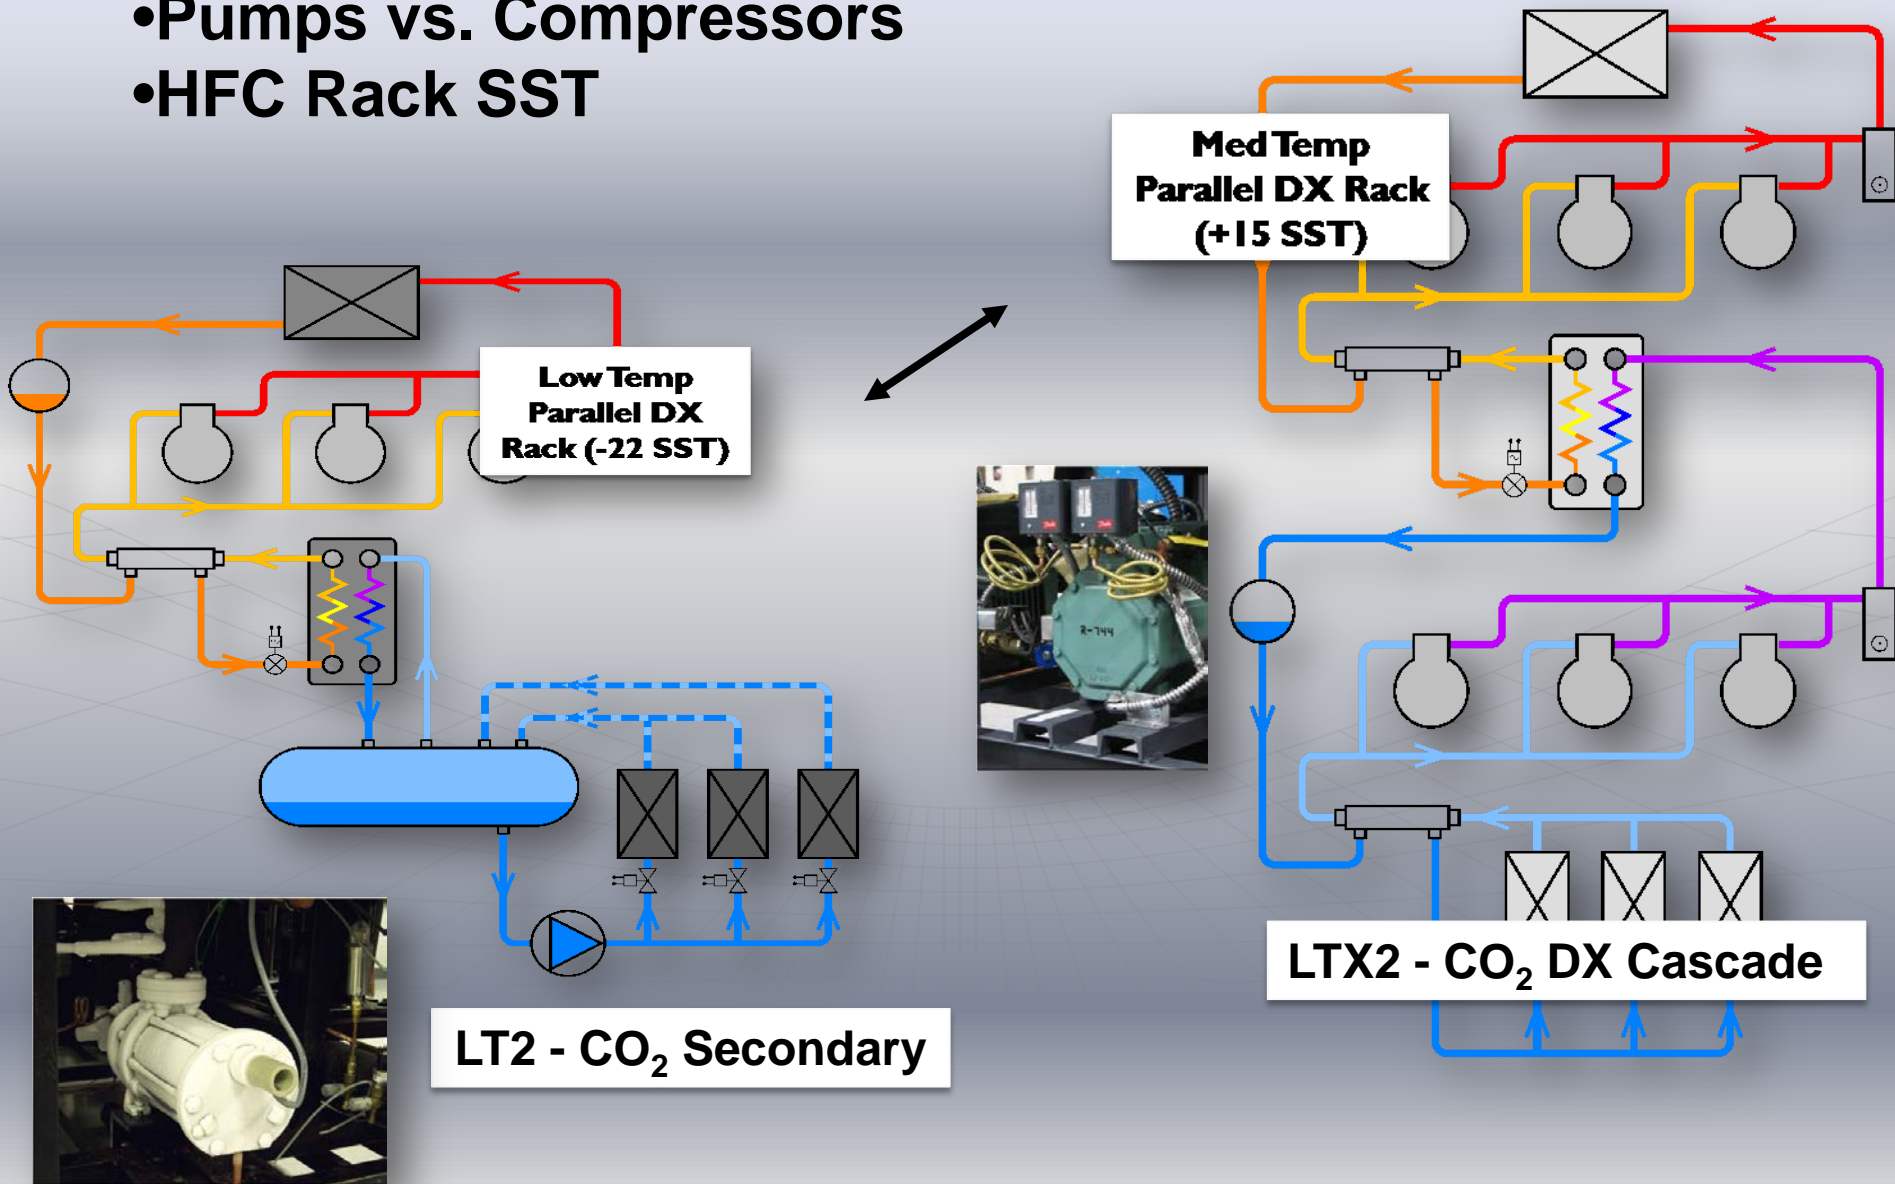 •Pumps vs. Compressors
•HFC Rack SST
Med Temp
Parallel DX Rack
(+15 SST)
Low Temp
Parallel DX
Rack (-22 SST)
R-744
LTX2 - CO₂ DX Cascade
LT2 - CO₂ Secondary